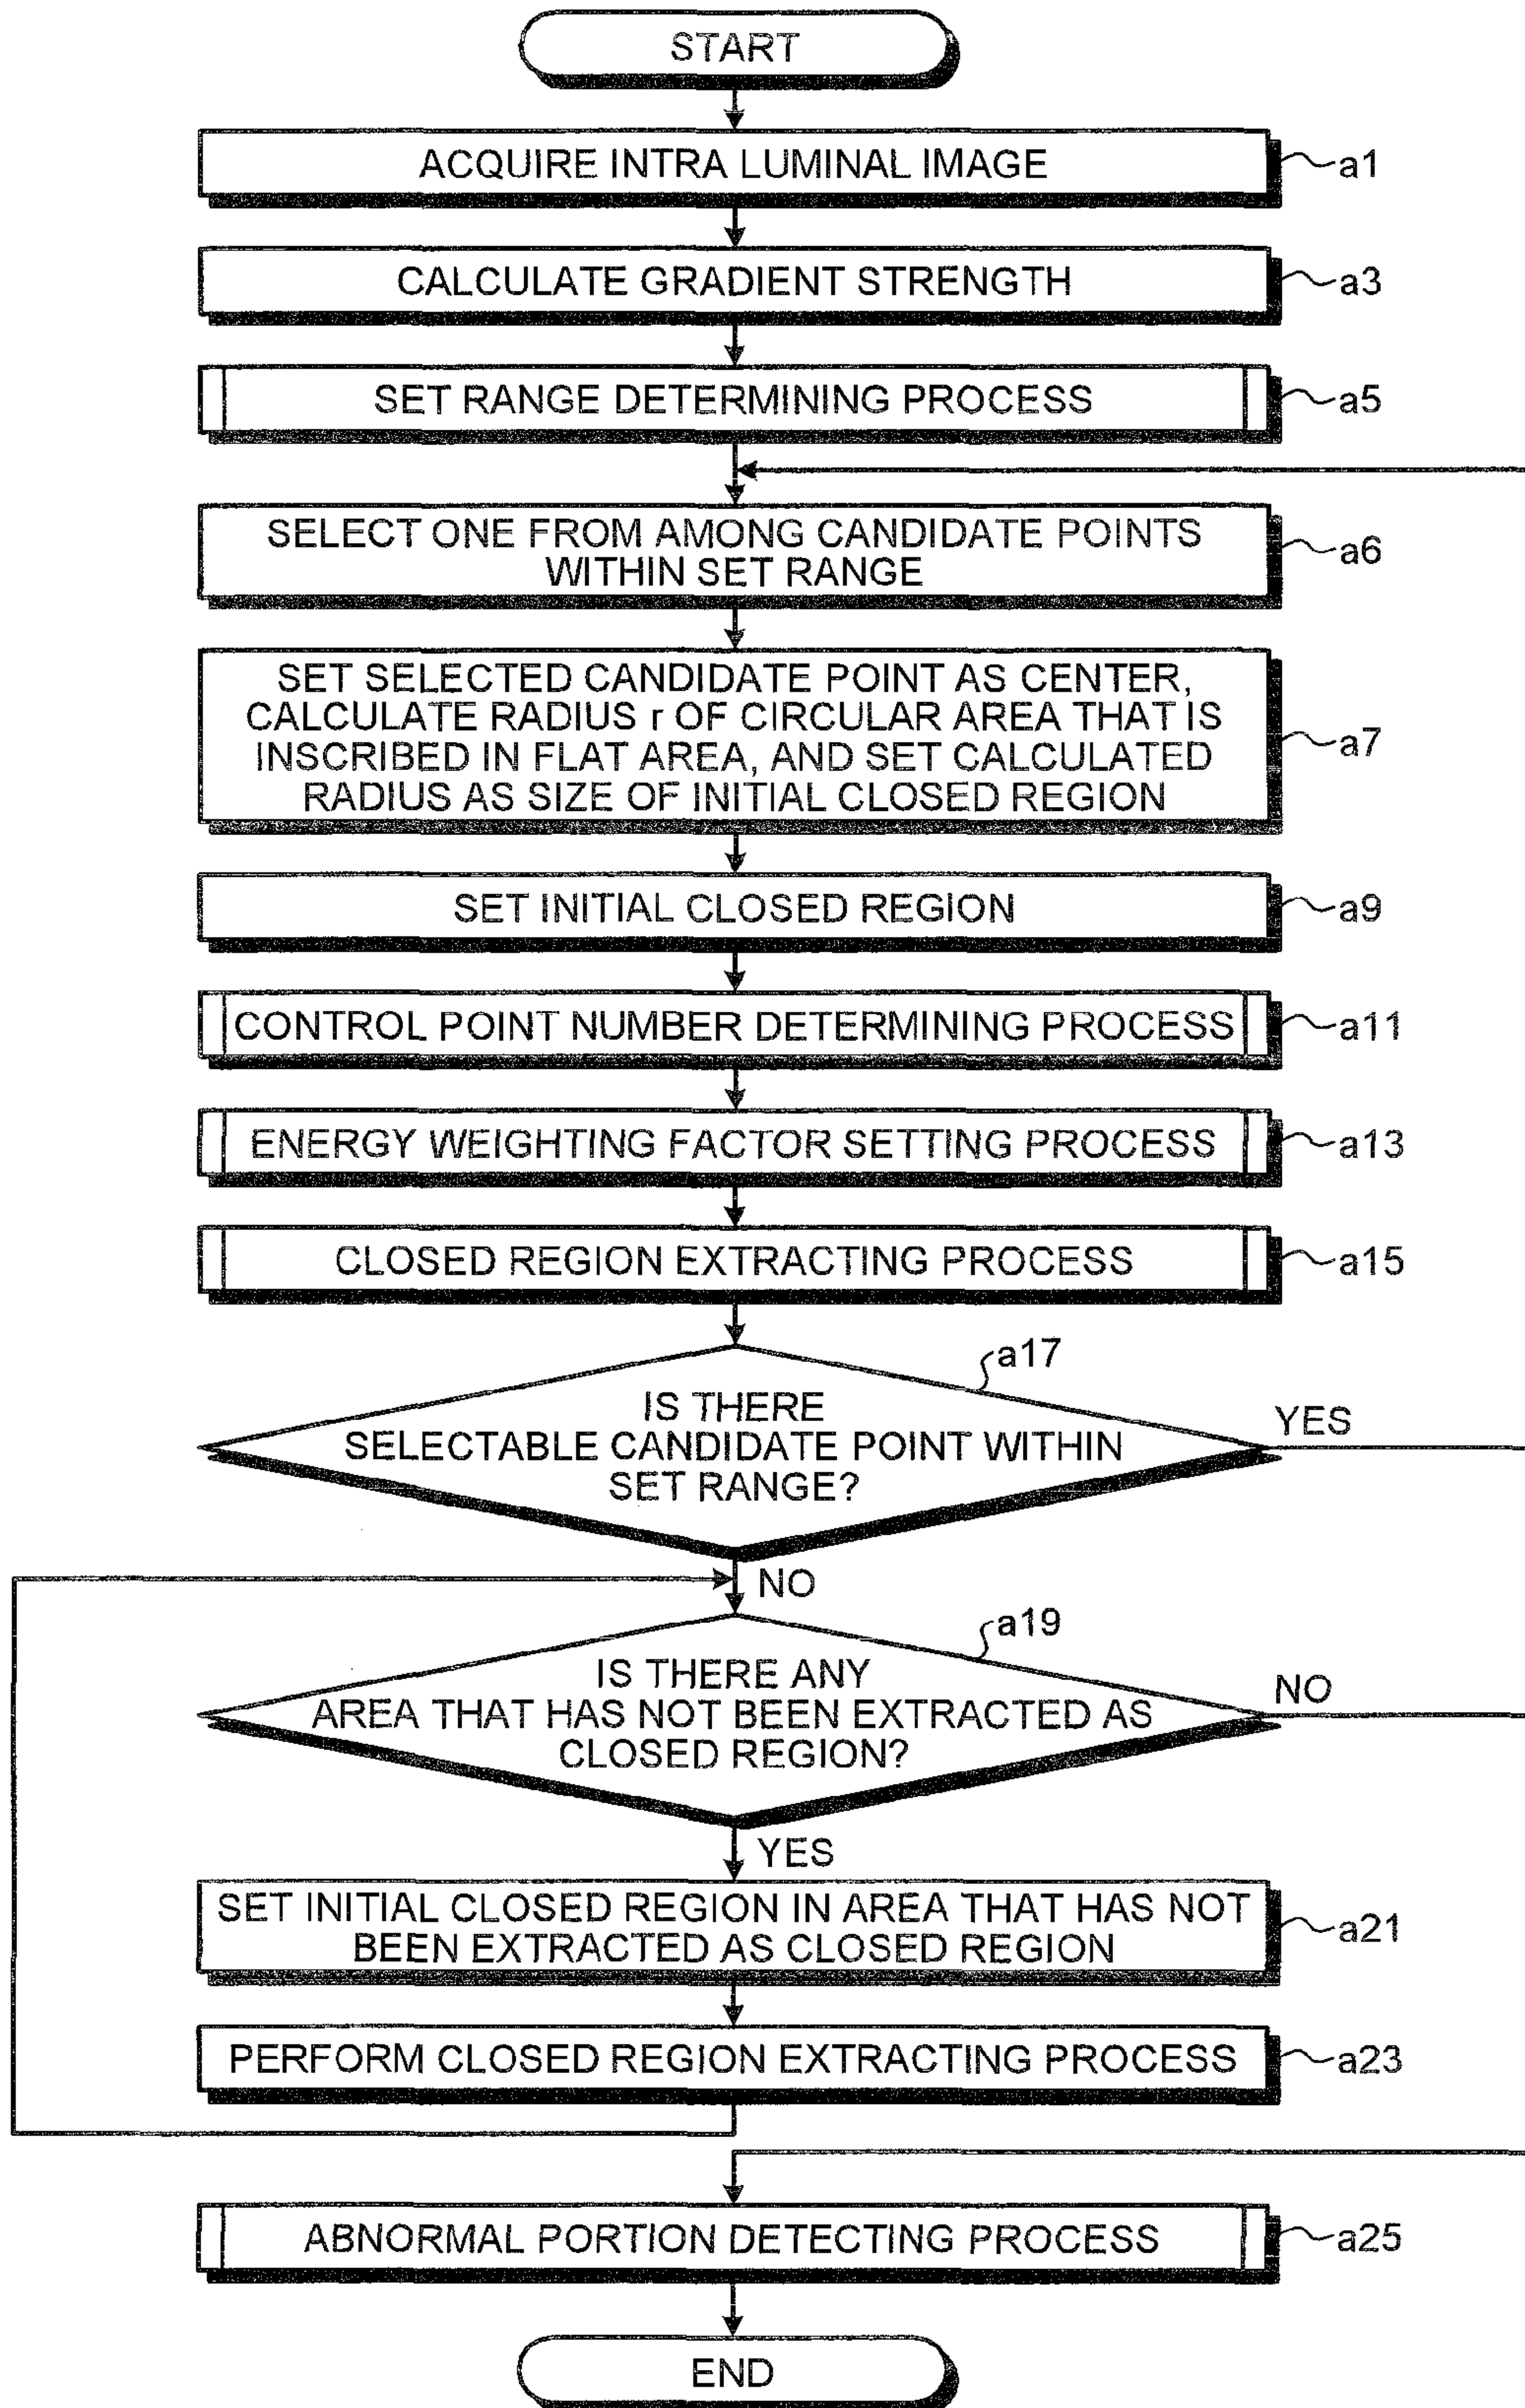 START
ACQUIRE INTRA LUMINAL IMAGE
a1
CALCULATE GRADIENT STRENGTH
a3
SET RANGE DETERMINING PROCESS
a5
SELECT ONE FROM AMONG CANDIDATE POINTS
WITHIN SET RANGE
a6
SET SELECTED CANDIDATE POINT AS CENTER,
CALCULATE RADIUS r OF CIRCULAR AREA THAT IS
INSCRIBED IN FLAT AREA, AND SET CALCULATED
RADIUS AS SIZE OF INITIAL CLOSED REGION
a7
SET INITIAL CLOSED REGION
a9
CONTROL POINT NUMBER DETERMINING PROCESS
a11
ENERGY WEIGHTING FACTOR SETTING PROCESS
a13
CLOSED REGION EXTRACTING PROCESS
a15
a17
IS THERE
SELECTABLE CANDIDATE POINT WITHIN
SET RANGE?
YES
NO
a19
IS THERE ANY
AREA THAT HAS NOT BEEN EXTRACTED AS
CLOSED REGION?
NO
YES
SET INITIAL CLOSED REGION IN AREA THAT HAS NOT
BEEN EXTRACTED AS CLOSED REGION
a21
PERFORM CLOSED REGION EXTRACTING PROCESS
a23
ABNORMAL PORTION DETECTING PROCESS
a25
END